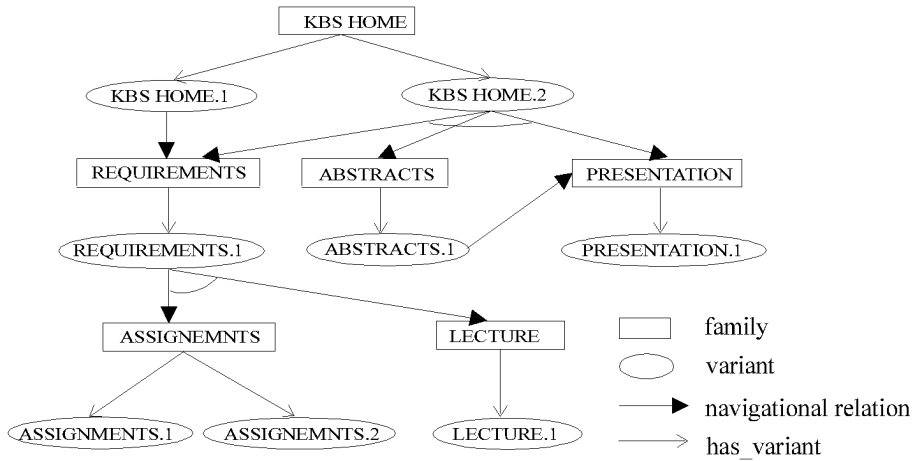 KBS HOME
KBS HOME.1
KBS HOME.2
REQUIREMENTS
ABSTRACTS
PRESENTATION
REQUIREMENTS.1
ABSTRACTS.1
PRESENTATION.1
ASSIGNEMNTS
LECTURE
family
variant
ASSIGNMENTS.1
ASSIGNEMNTS.2
LECTURE.1
navigational relation
has_variant